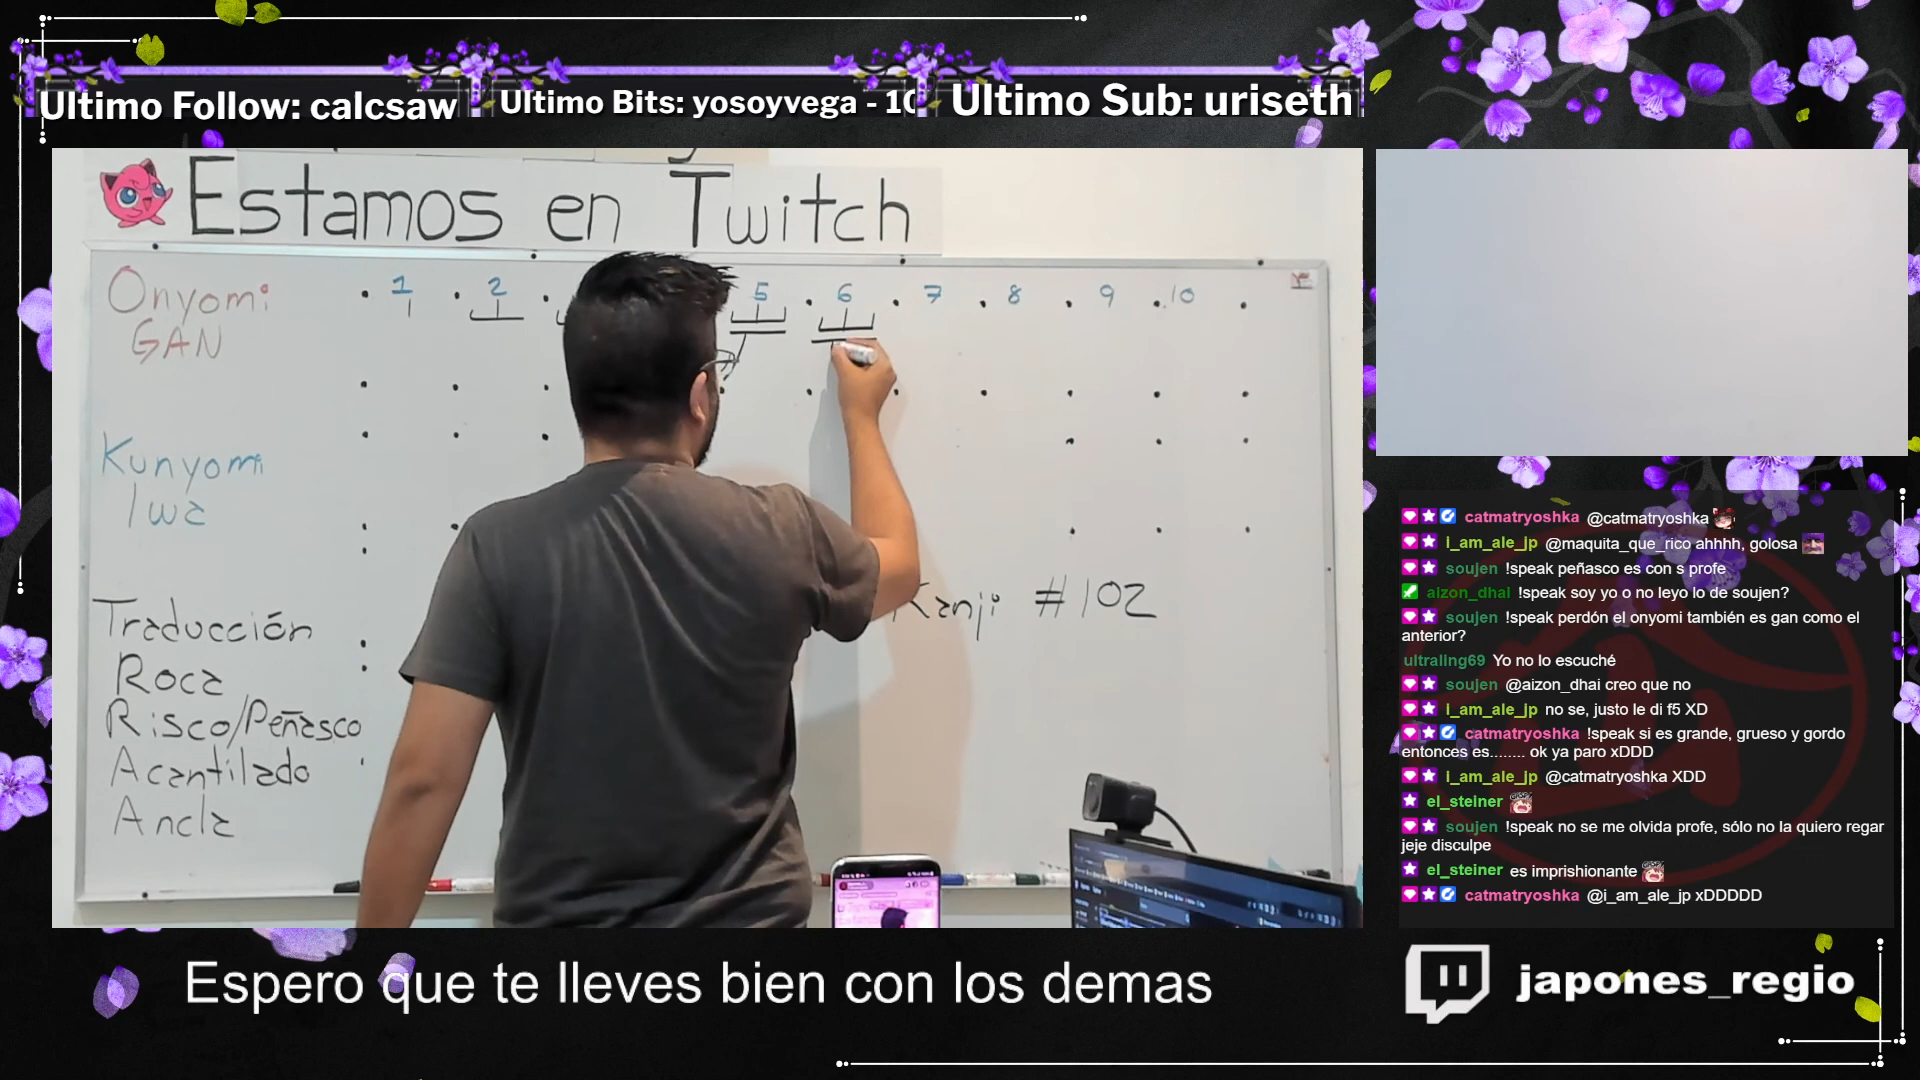 Ultimo Follow: calcsaw
Ultimo Bits: yosoyvega - 10
Ultimo Sub: uriseth
Estamos en Twitch
1 2 5 6 7 8 9 10
Onyomi
GAN
Kunyomi
Iwa
Kanji #102
Traducción
Roca
Risco/Peñasco
Acantilado
Ancla
catmatryoshka @catmatryoshka
i_am_ale_jp @maquita_que_rico ahhhh, golosa
soujen !speak peñasco es con s profe
aizon_dhai !speak soy yo o no leyo lo de soujen?
soujen !speak perdón el onyomi también es gan como el
anterior?
ultraling69 Yo no lo escuché
soujen @aizon_dhai creo que no
i_am_ale_jp no se, justo le di f5 XD
catmatryoshka !speak si es grande, grueso y gordo
entonces es........ ok ya paro xDDD
i_am_ale_jp @catmatryoshka XDD
el_steiner
soujen !speak no se me olvida profe, sólo no la quiero regar
jeje disculpe
el_steiner es imprishionante
catmatryoshka @i_am_ale_jp xDDDDD
Espero que te lleves bien con los demas
japones_regio